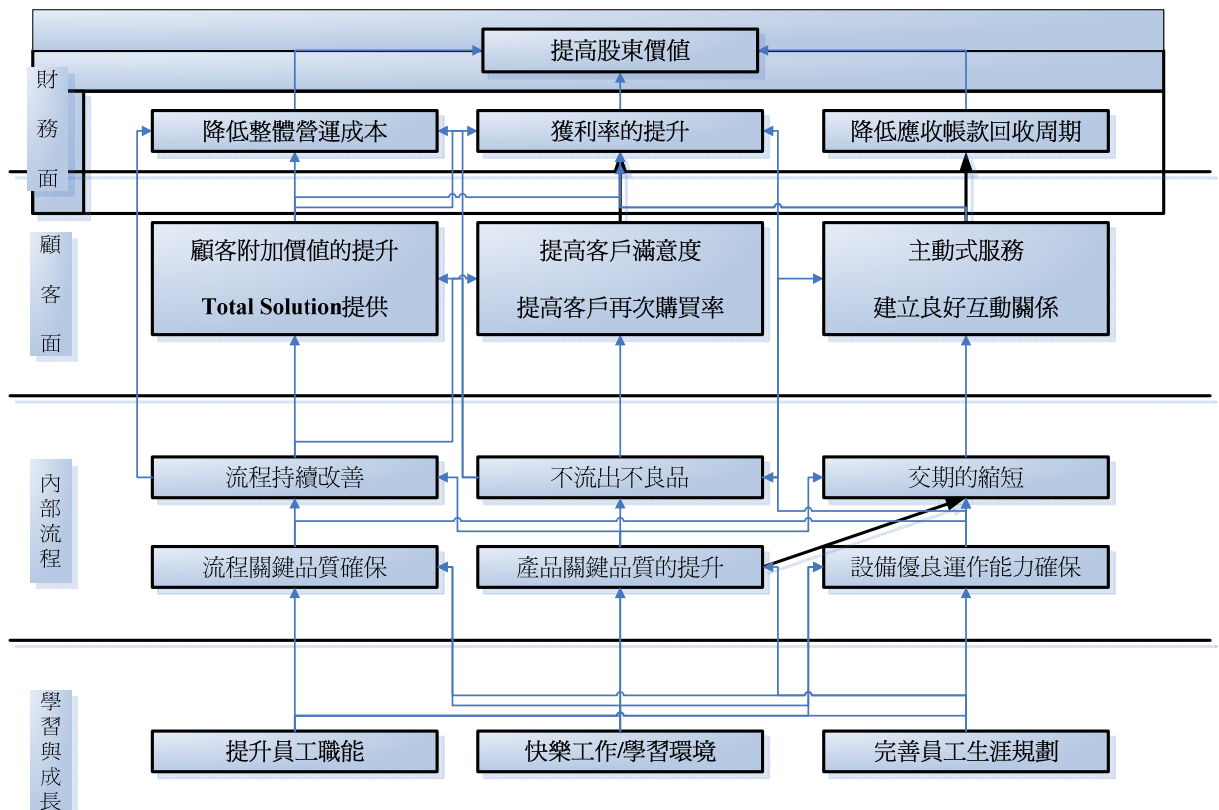 提高股東價值
財務面
降低整體營運成本
獲利率的提升
降低應收帳款回收周期
顧客面
顧客附加價值的提升
Total Solution提供
提高客戶滿意度
提高客戶再次購買率
主動式服務
建立良好互動關係
內部流程
流程持續改善
不流出不良品
交期的縮短
流程關鍵品質確保
產品關鍵品質的提升
設備優良運作能力確保
學習與成長
提升員工職能
快樂工作/學習環境
完善員工生涯規劃